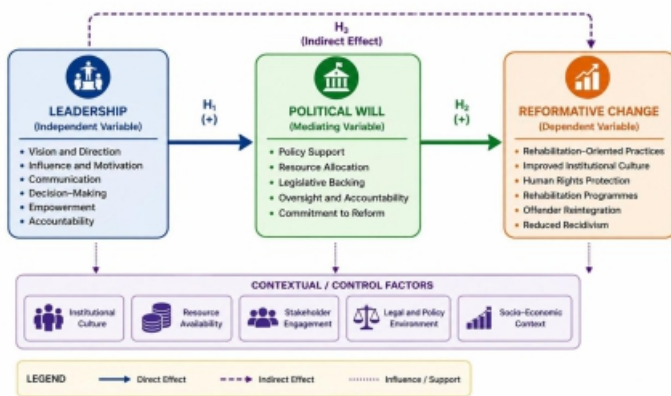 H₃
(Indirect Effect)
LEADERSHIP
(Independent Variable)
• Vision and Direction
• Influence and Motivation
• Communication
• Decision-Making
• Empowerment
• Accountability
H₁
(+)
POLITICAL WILL
(Mediating Variable)
• Policy Support
• Resource Allocation
• Legislative Backing
• Oversight and Accountability
• Commitment to Reform
H₂
(+)
REFORMATIVE CHANGE
(Dependent Variable)
• Rehabilitation-Oriented Practices
• Improved Institutional Culture
• Human Rights Protection
• Rehabilitation Programmes
• Offender Reintegration
• Reduced Recidivism
CONTEXTUAL / CONTROL FACTORS
Institutional
Culture
Resource
Availability
Stakeholder
Engagement
Legal and Policy
Environment
Socio-Economic
Context
LEGEND
Direct Effect
Indirect Effect
Influence / Support